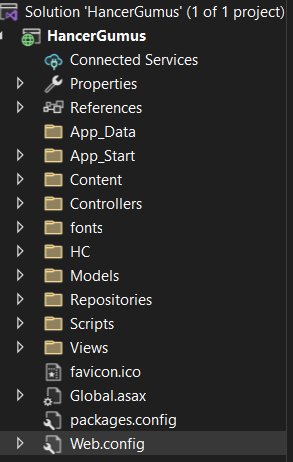 Solution 'HancerGumus' (1 of 1 project)
HancerGumus
Connected Services
Properties
References
App_Data
App_Start
Content
Controllers
fonts
HC
Models
Repositories
Scripts
Views
favicon.ico
Global.asax
packages.config
Web.config